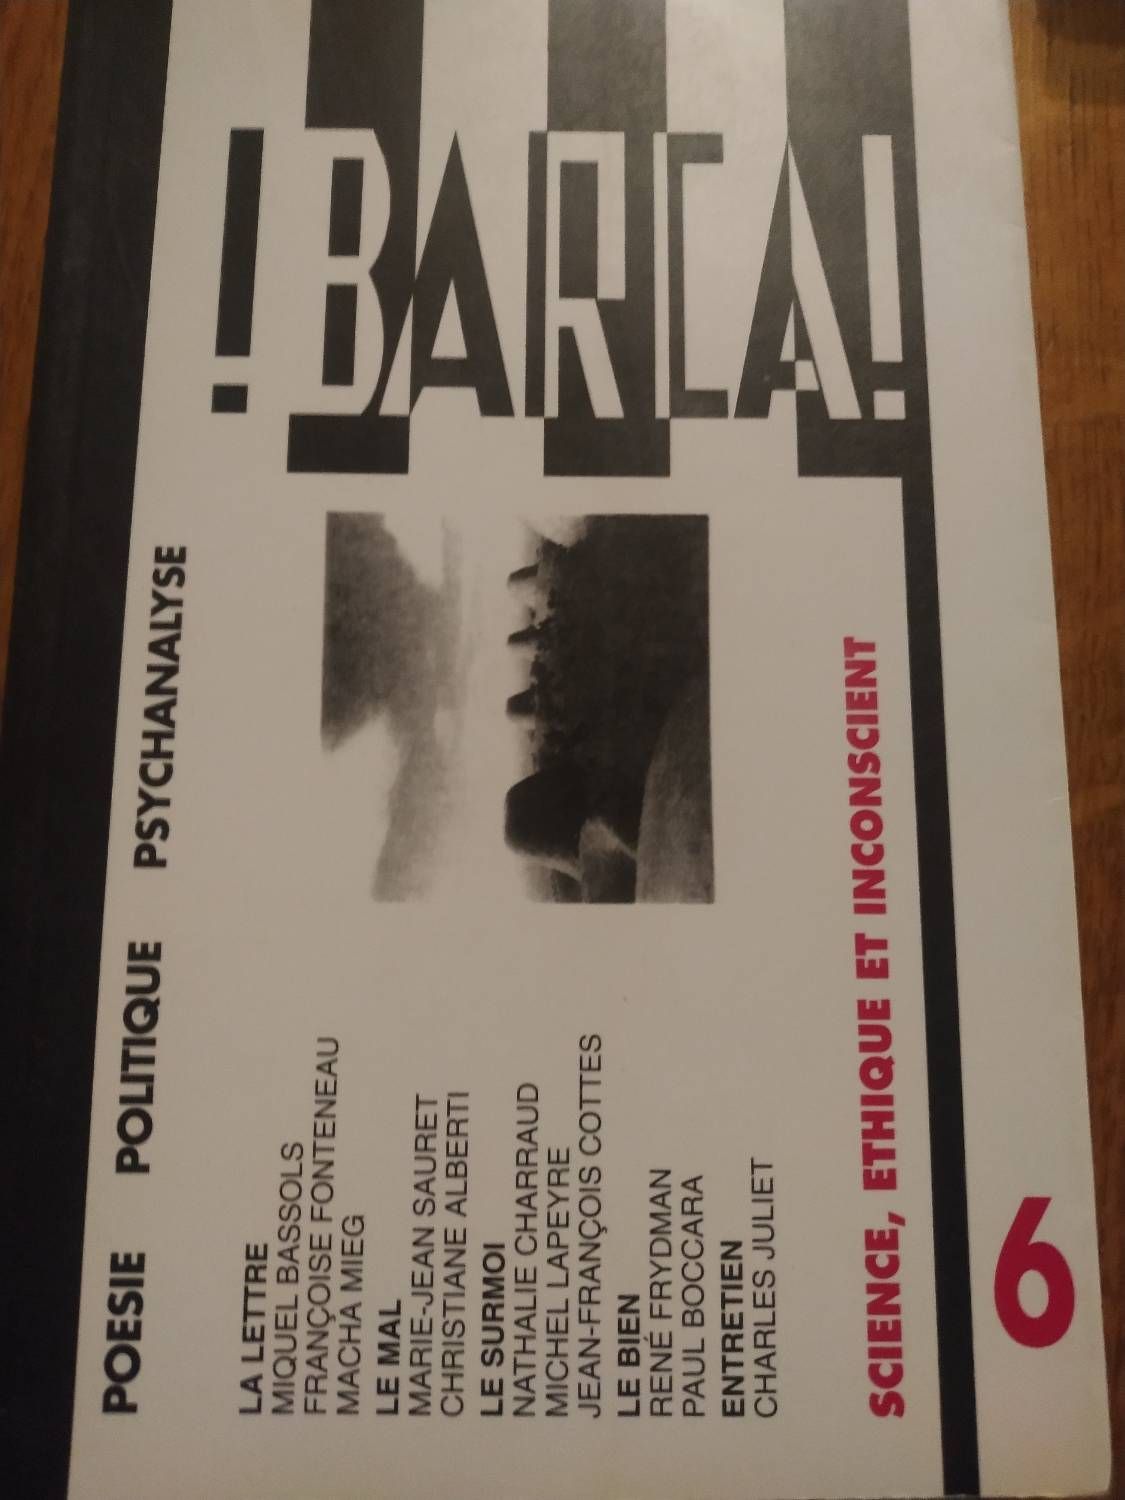 POESIE POLITIQUE PSYCHANALYSE
¡BARCA!
LA LETTRE
MIQUEL BASSOLS
FRANÇOISE FONTENEAU
MACHA MIEG
LE MAL
MARIE-JEAN SAURET
CHRISTIANE ALBERTI
LE SURMOI
NATHALIE CHARRAUD
MICHEL LAPEYRE
JEAN-FRANÇOIS COTTES
LE BIEN
RENÉ FRYDMAN
PAUL BOCCARA
ENTRETIEN
CHARLES JULIET
SCIENCE, ETHIQUE ET INCONSCIENT
6